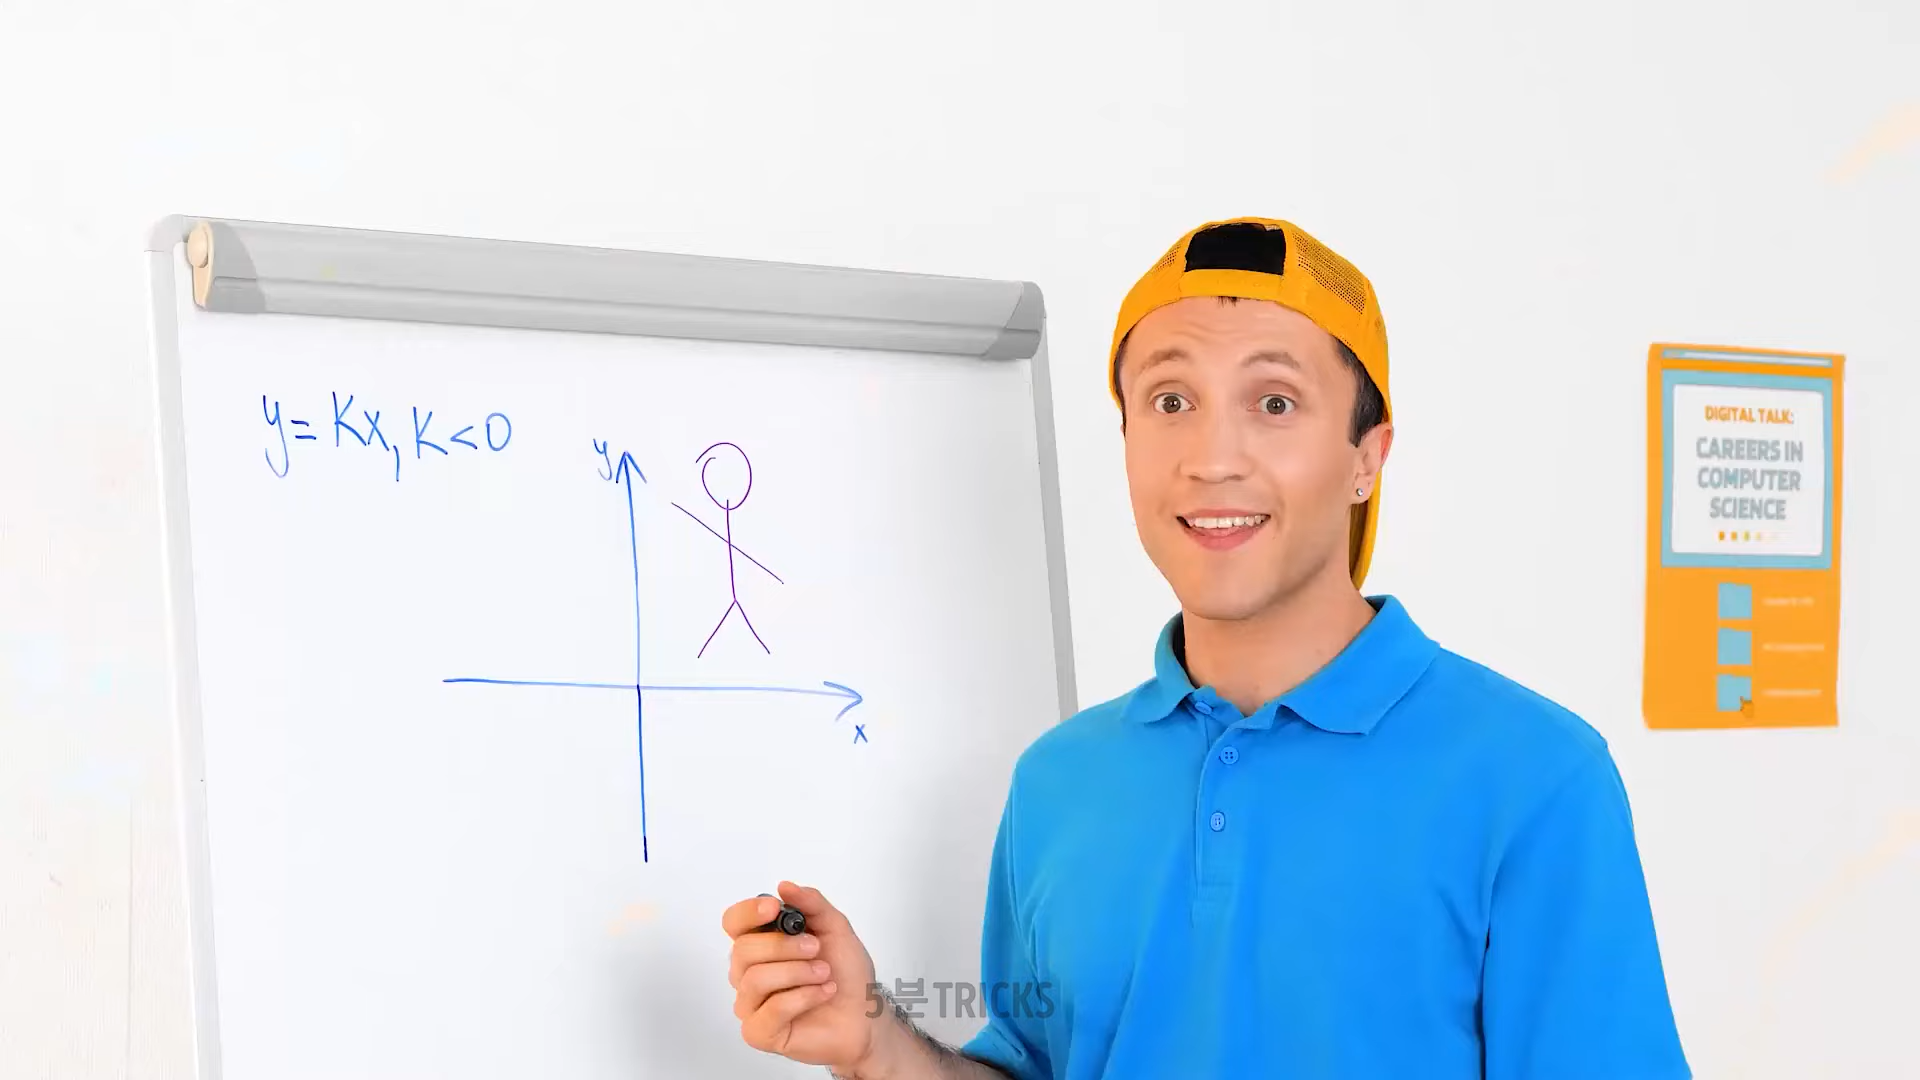 y=Kx, K<0
y
x
DIGITAL TALK:
CAREERS IN
COMPUTER
SCIENCE
5분TRICKS